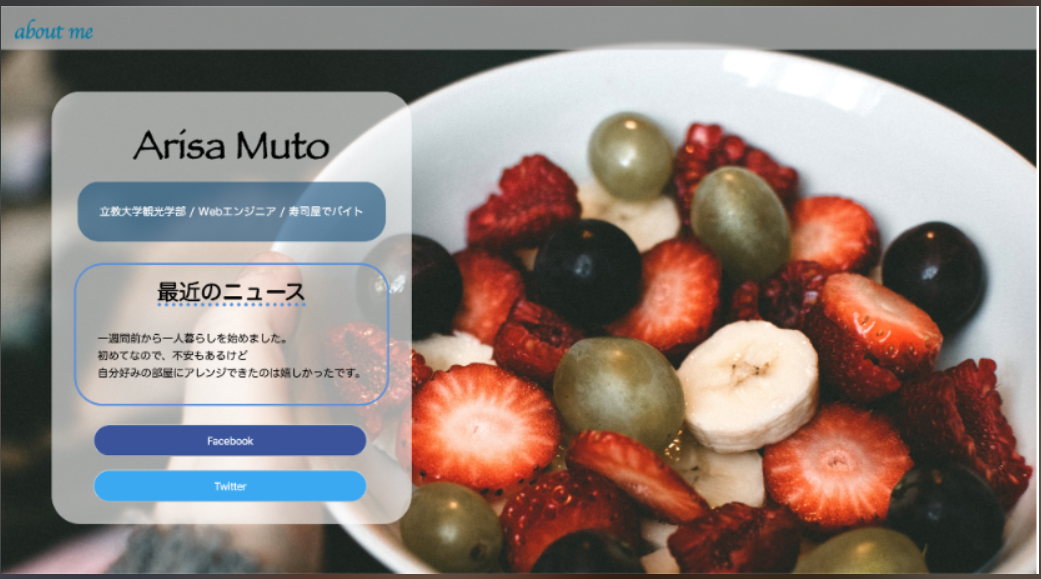 about me
Arisa Muto
立教大学観光学部 / Webエンジニア / 寿司屋でバイト
最近のニュース
一週間前から一人暮らしを始めました。
初めてなので、不安もあるけど
自分好みの部屋にアレンジできたのは嬉しかったです。
Facebook
Twitter